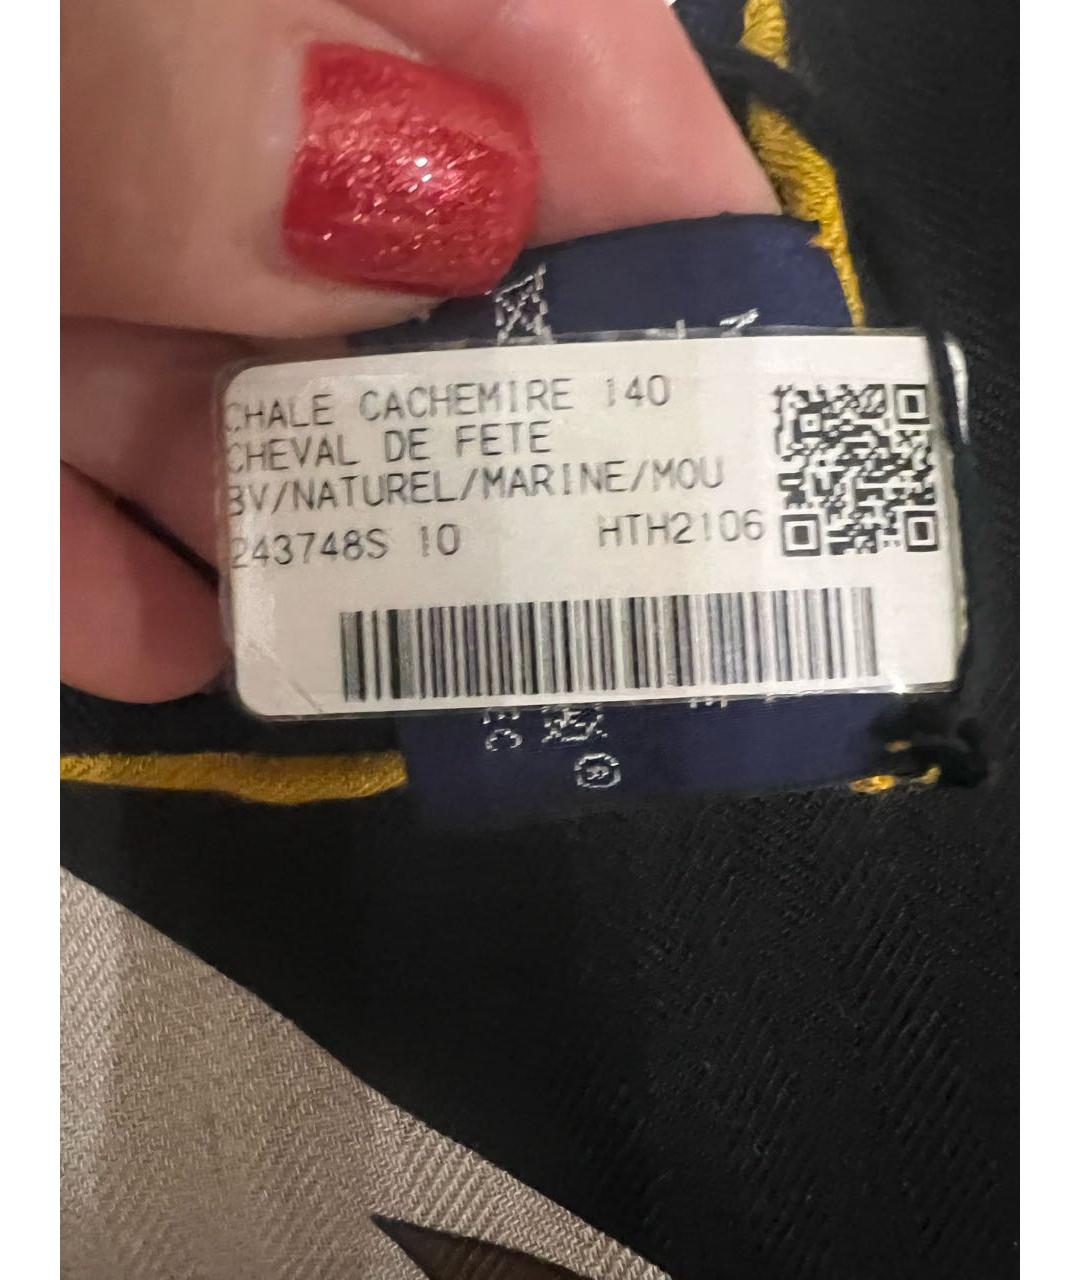 CHALE CACHEMIRE 140
CHEVAL DE FETE
BV/NATUREL/MARINE/MOU
243748S 10 HTH2106